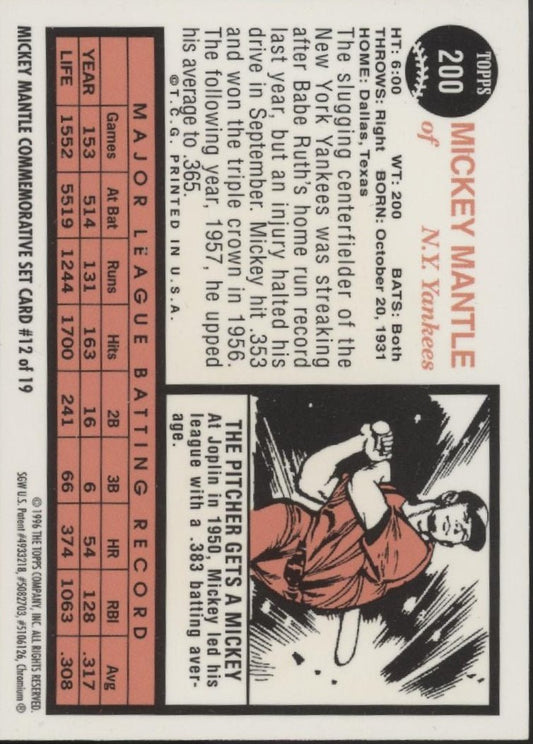 TOPPS
200
MICKEY MANTLE
of N.Y. Yankees
HT: 6:00 WT: 200 BATS: Both
THROWS: Right BORN: October 20, 1931
HOME: Dallas, Texas
The slugging centerfielder of the
New York Yankees was streaking
after Babe Ruth's home run record
last year, but an injury halted his
drive in September. Mickey hit .353
and won the triple crown in 1956.
The following year, 1957, he upped
his average to .365.
©T.C.G. PRINTED IN U.S.A.
THE PITCHER GETS A MICKEY
At Joplin in 1950, Mickey led his
league with a .383 batting aver-
age.
MAJOR LEAGUE BATTING RECORD
Games At Bat Runs Hits 2B 3B HR RBI Avg
YEAR 153 514 131 163 16 6 54 128 .317
LIFE 1552 5519 1244 1700 241 66 374 1063 .308
MICKEY MANTLE COMMEMORATIVE SET CARD #12 of 19
© 1996 THE TOPPS COMPANY, INC. ALL RIGHTS RESERVED.
SGW U.S. Patent #4933218, #5082703, #5106126, Chromium ®